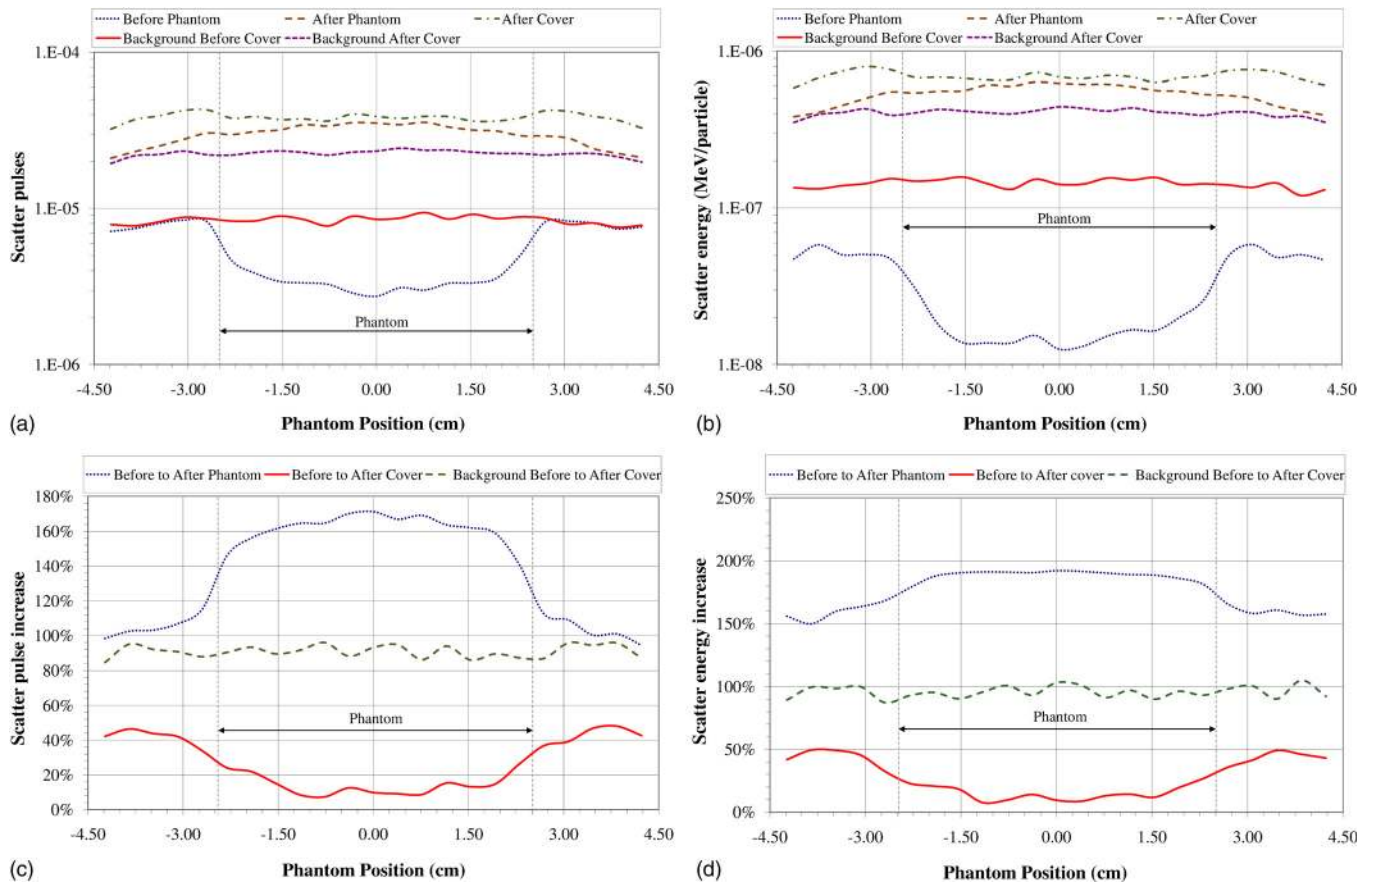 Before Phantom After Phantom After Cover
Background Before Cover Background After Cover
1.E-04
1.E-05
1.E-06
Scatter pulses
Phantom
-4.50 -3.00 -1.50 0.00 1.50 3.00 4.50
(a) Phantom Position (cm)
Before Phantom After Phantom After Cover
Background Before Cover Background After Cover
1.E-06
1.E-07
1.E-08
Scatter energy (MeV/particle)
Phantom
-4.50 -3.00 -1.50 0.00 1.50 3.00 4.50
(b) Phantom Position (cm)
Before to After Phantom Before to After Cover Background Before to After Cover
180%
160%
140%
120%
100%
80%
60%
40%
20%
0%
Scatter pulse increase
Phantom
-4.50 -3.00 -1.50 0.00 1.50 3.00 4.50
(c) Phantom Position (cm)
Before to After Phantom Before to After cover Background Before to After Cover
250%
200%
150%
100%
50%
0%
Scatter energy increase
Phantom
-4.50 -3.00 -1.50 0.00 1.50 3.00 4.50
(d) Phantom Position (cm)